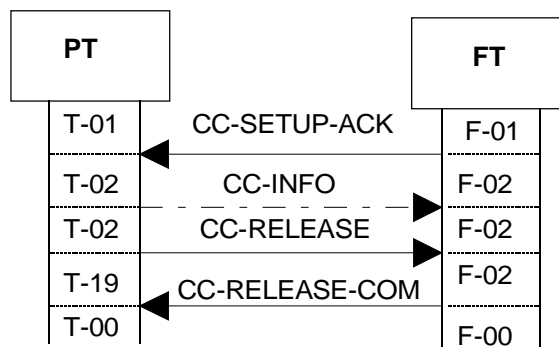 PT
FT
T-01
CC-SETUP-ACK
F-01
T-02
CC-INFO
F-02
T-02
CC-RELEASE
F-02
T-19
CC-RELEASE-COM
F-02
T-00
F-00